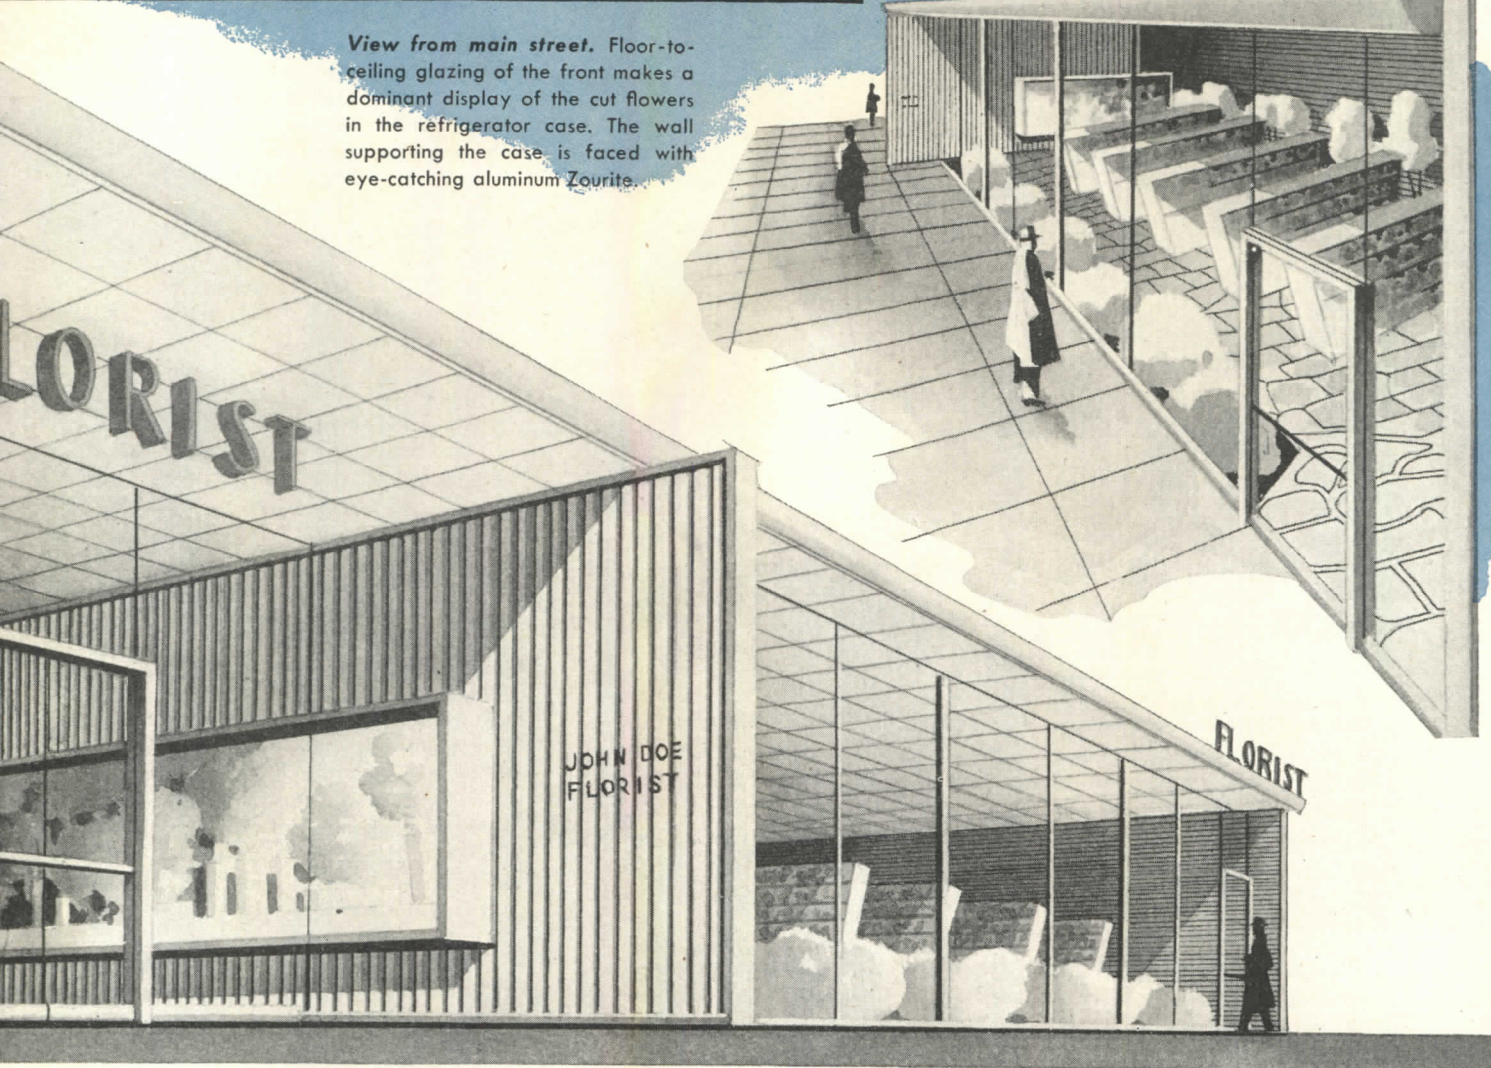 View from main street. Floor-to-
ceiling glazing of the front makes a
dominant display of the cut flowers
in the refrigerator case. The wall
supporting the case is faced with
eye-catching aluminum Zourite.
LORIST
JOHN DOE
FLORIST
FLORIST